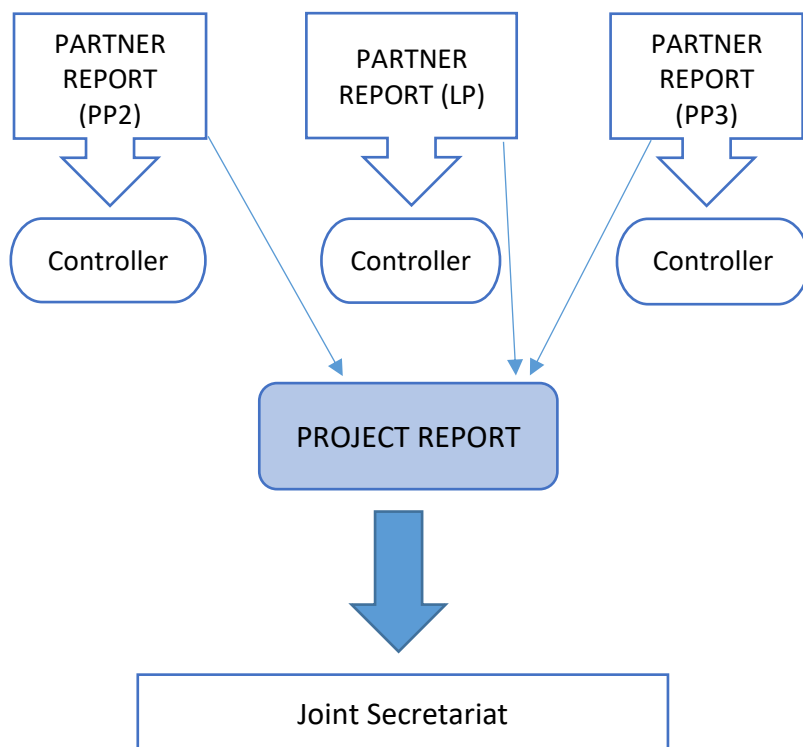 PARTNER
REPORT
(PP2)
PARTNER
REPORT (LP)
PARTNER
REPORT
(PP3)
Controller
Controller
Controller
PROJECT REPORT
Joint Secretariat